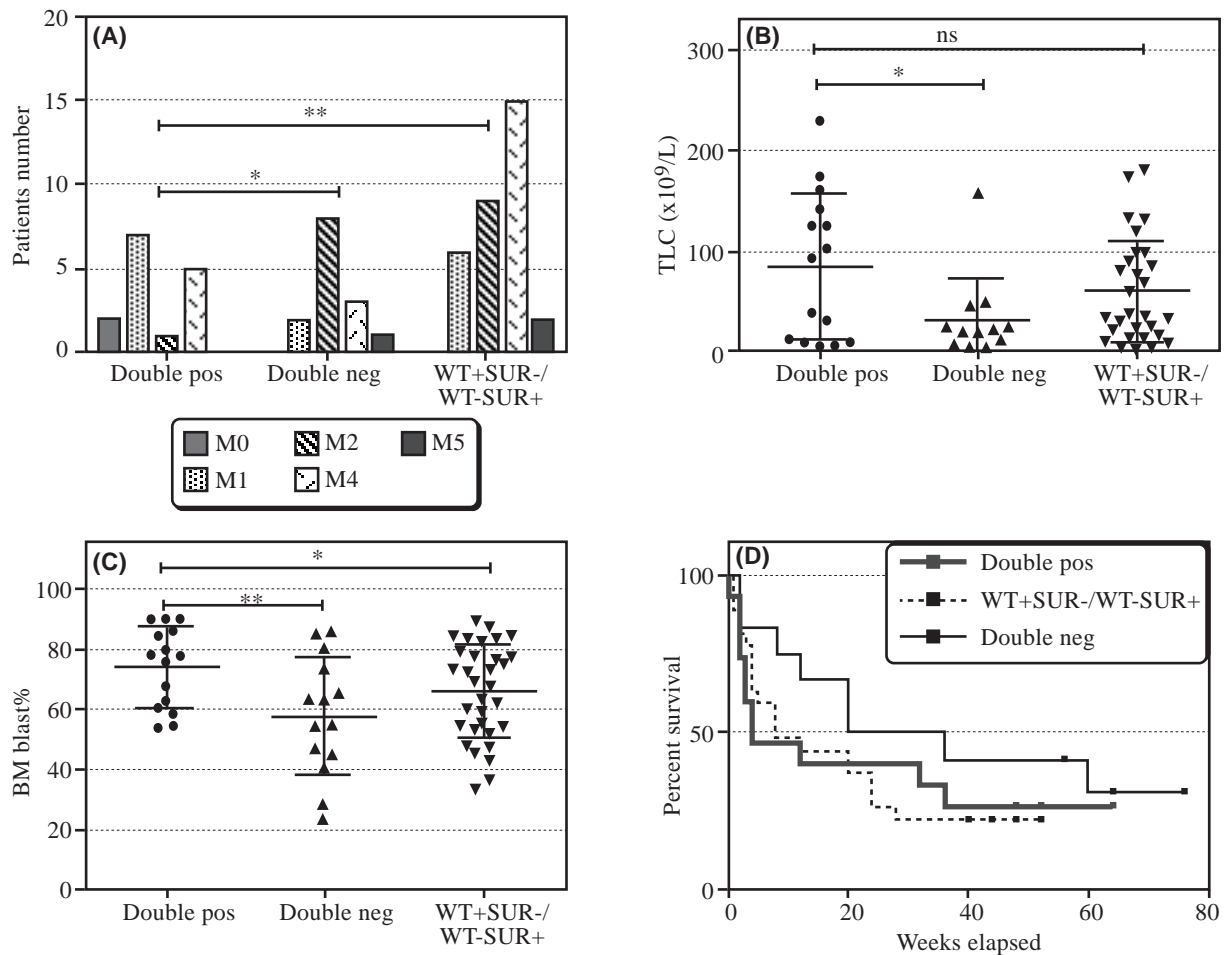 (A)
Patients number
20
15
10
5
0
**
*
Double pos
Double neg
WT+SUR-/
WT-SUR+
M0
M2
M5
M1
M4
(B)
TLC (x10⁹/L)
300
200
100
0
ns
*
Double pos
Double neg
WT+SUR-/
WT-SUR+
(C)
BM blast%
100
80
60
40
20
0
*
**
Double pos
Double neg
WT+SUR-/
WT-SUR+
(D)
Percent survival
100
50
0
Double pos
WT+SUR-/WT-SUR+
Double neg
0
20
40
60
80
Weeks elapsed